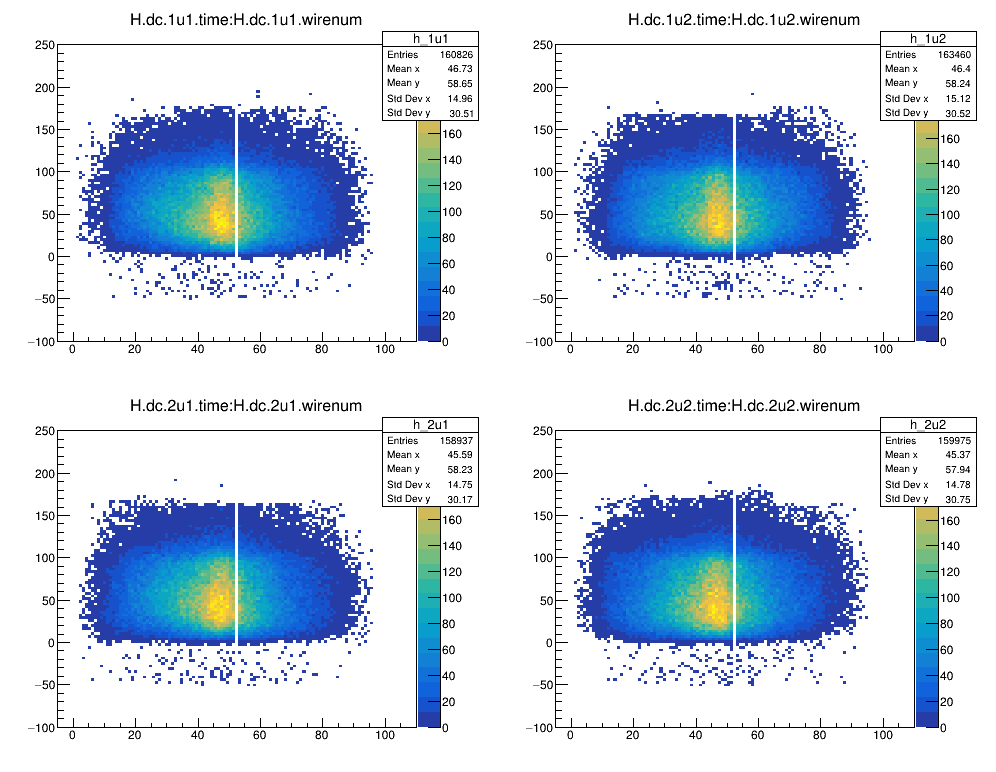 H.dc.1u1.time:H.dc.1u1.wirenum
h_1u1
Entries 160826
Mean x 46.73
Mean y 58.65
Std Dev x 14.96
Std Dev y 30.51
250
200
150
100
50
0
−50
−100
0 20 40 60 80 100
160
140
120
100
80
60
40
20
0
H.dc.1u2.time:H.dc.1u2.wirenum
h_1u2
Entries 163460
Mean x 46.4
Mean y 58.24
Std Dev x 15.12
Std Dev y 30.52
250
200
150
100
50
0
−50
−100
0 20 40 60 80 100
160
140
120
100
80
60
40
20
0
H.dc.2u1.time:H.dc.2u1.wirenum
h_2u1
Entries 158937
Mean x 45.59
Mean y 58.23
Std Dev x 14.75
Std Dev y 30.17
250
200
150
100
50
0
−50
−100
0 20 40 60 80 100
160
140
120
100
80
60
40
20
0
H.dc.2u2.time:H.dc.2u2.wirenum
h_2u2
Entries 159975
Mean x 45.37
Mean y 57.94
Std Dev x 14.78
Std Dev y 30.75
250
200
150
100
50
0
−50
−100
0 20 40 60 80 100
160
140
120
100
80
60
40
20
0